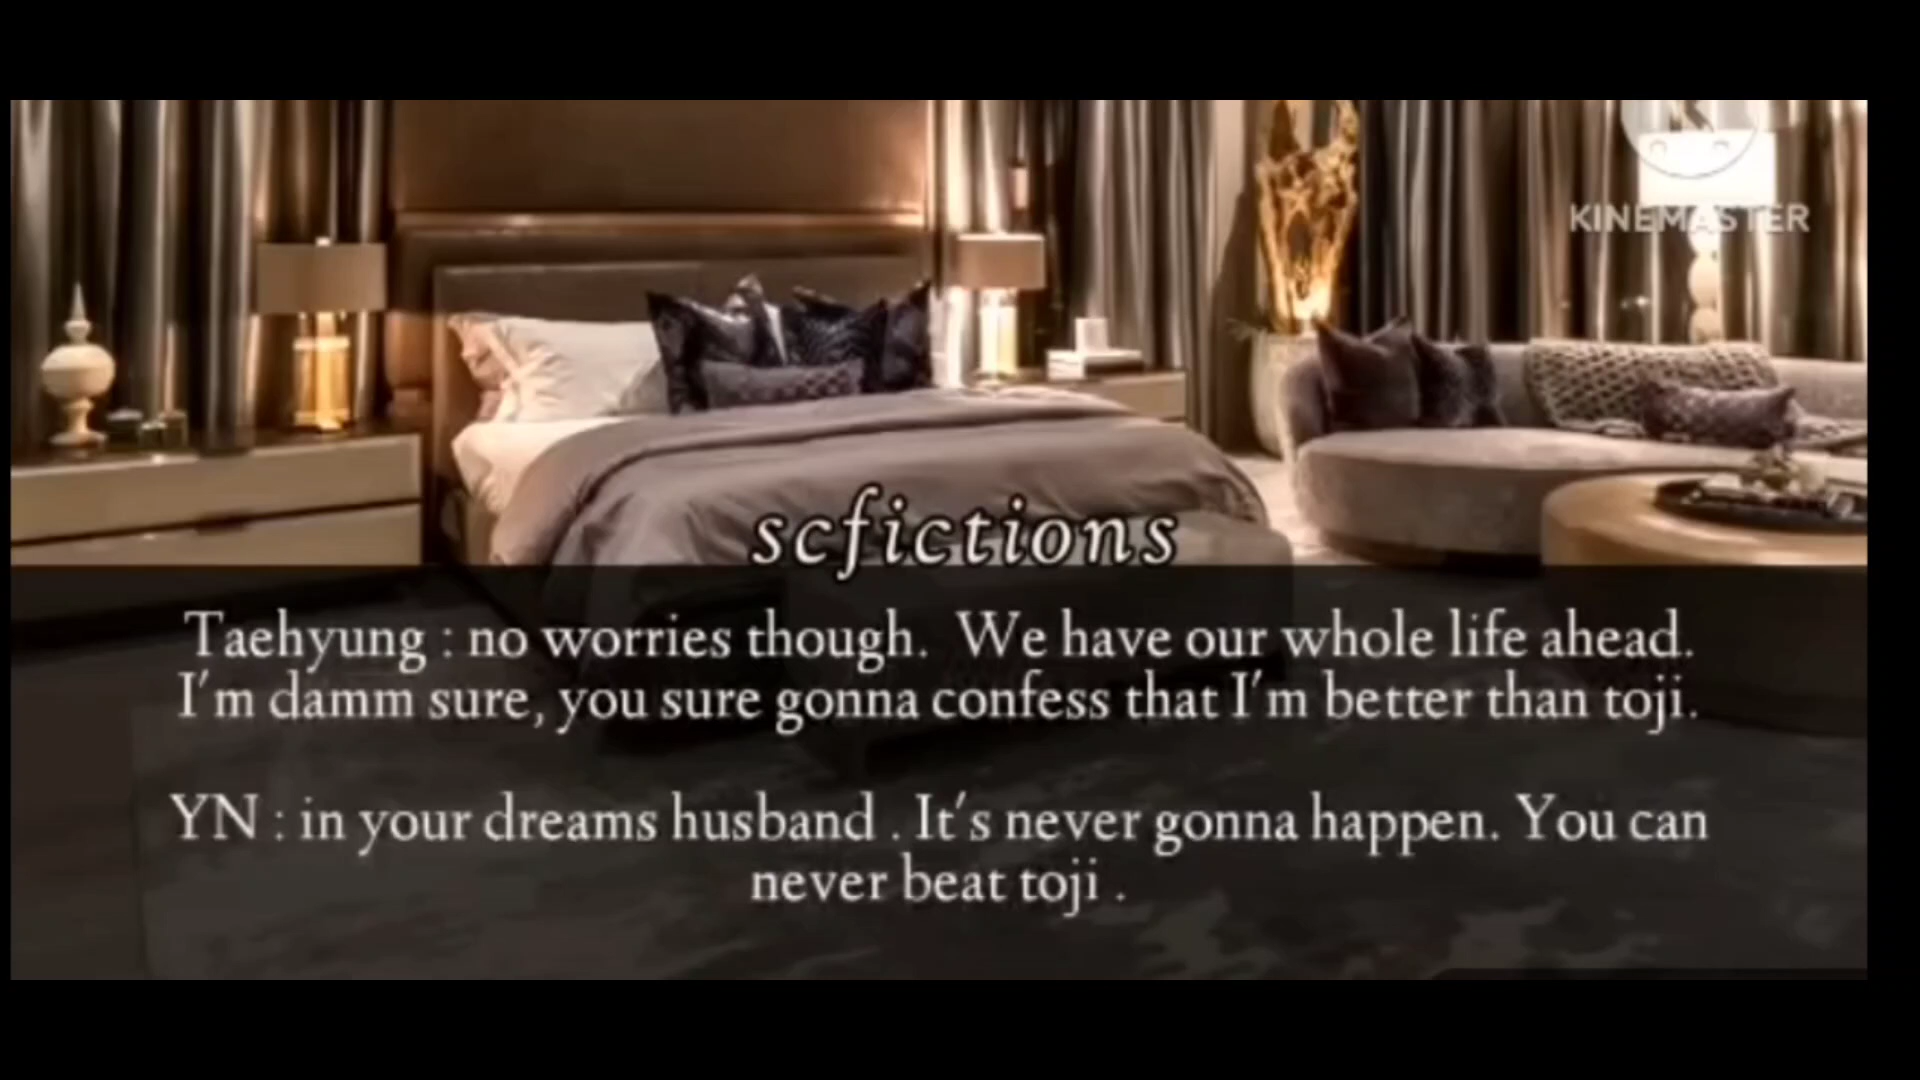 KINEMASTER
scfictions
Taehyung : no worries though. We have our whole life ahead.
I'm damm sure, you sure gonna confess that I'm better than toji.
YN : in your dreams husband . It's never gonna happen. You can
never beat toji .